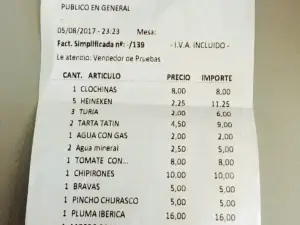 PUBLICO EN GENERAL
05/08/2017 - 23:23 Mesa:
Fact. Simplificada nº: /139 - I.V.A. INCLUIDO -
Le atendio: Vendedor de Pruebas
CANT. ARTICULO PRECIO IMPORTE
1 CLOCHINAS 8,00 8,00
5 HEINEKEN 2,25 11,25
3 TURIA 2,00 6,00
2 TARTA TATIN 4,50 9,00
1 AGUA CON GAS 2,00 2,00
2 Agua mineral 2,50 5,00
1 TOMATE CON... 8,00 8,00
1 CHIPIRONES 10,00 10,00
1 BRAVAS 5,00 5,00
1 PINCHO CHURASCO 5,00 5,00
1 PLUMA IBERICA 16,00 16,00